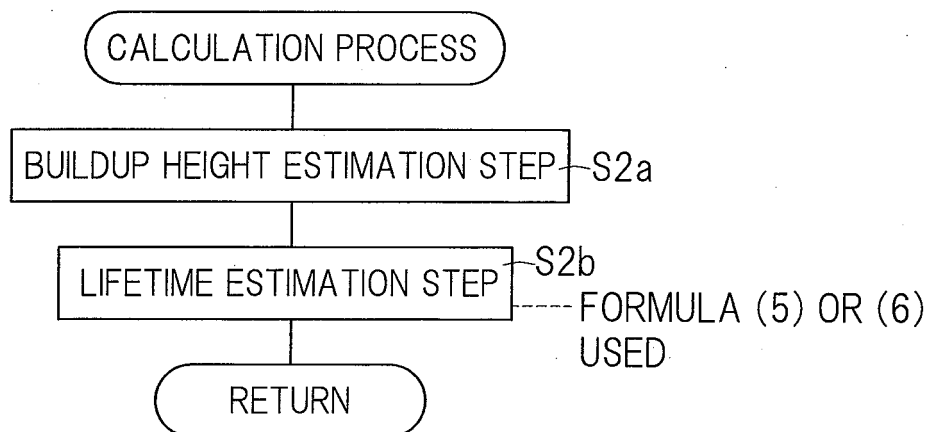 CALCULATION PROCESS
BUILDUP HEIGHT ESTIMATION STEP
S2a
LIFETIME ESTIMATION STEP
S2b
FORMULA (5) OR (6)
USED
RETURN